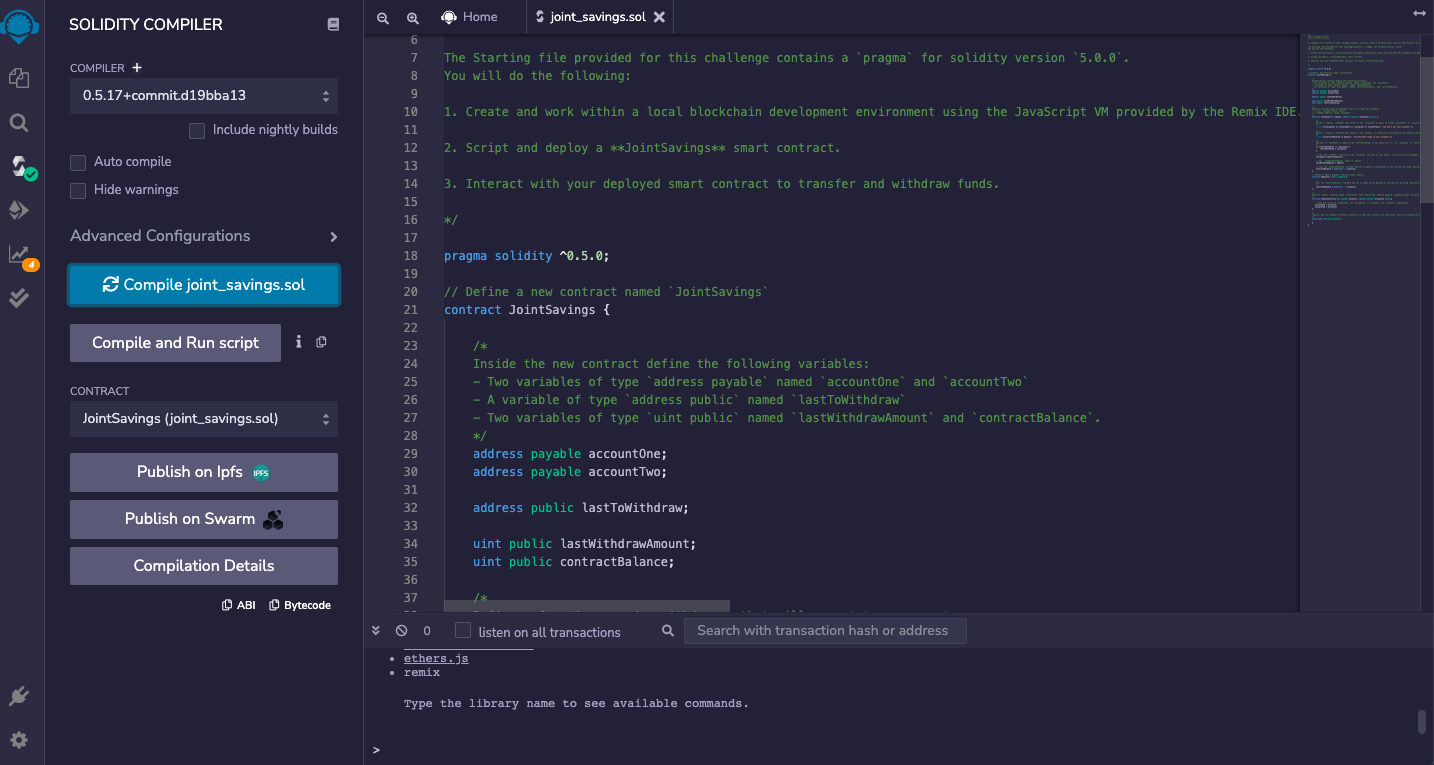 SOLIDITY COMPILER
COMPILER +
0.5.17+commit.d19bba13
Include nightly builds
Auto compile
Hide warnings
Advanced Configurations
Compile joint_savings.sol
Compile and Run script
CONTRACT
JointSavings (joint_savings.sol)
Publish on Ipfs IPFS
Publish on Swarm
Compilation Details
ABI Bytecode
4
Home
joint_savings.sol
6
7 The Starting file provided for this challenge contains a `pragma` for solidity version `5.0.0`.
8 You will do the following:
9
10 1. Create and work within a local blockchain development environment using the JavaScript VM provided by the Remix IDE.
11
12 2. Script and deploy a **JointSavings** smart contract.
13
14 3. Interact with your deployed smart contract to transfer and withdraw funds.
15
16 */
17
18 pragma solidity ^0.5.0;
19
20 // Define a new contract named `JointSavings`
21 contract JointSavings {
22
23 /*
24 Inside the new contract define the following variables:
25 - Two variables of type `address payable` named `accountOne` and `accountTwo`
26 - A variable of type `address public` named `lastToWithdraw`
27 - Two variables of type `uint public` named `lastWithdrawAmount` and `contractBalance`.
28 */
29 address payable accountOne;
30 address payable accountTwo;
31
32 address public lastToWithdraw;
33
34 uint public lastWithdrawAmount;
35 uint public contractBalance;
36
37 /*
0 listen on all transactions
Search with transaction hash or address
• ethers.js
• remix
Type the library name to see available commands.
>